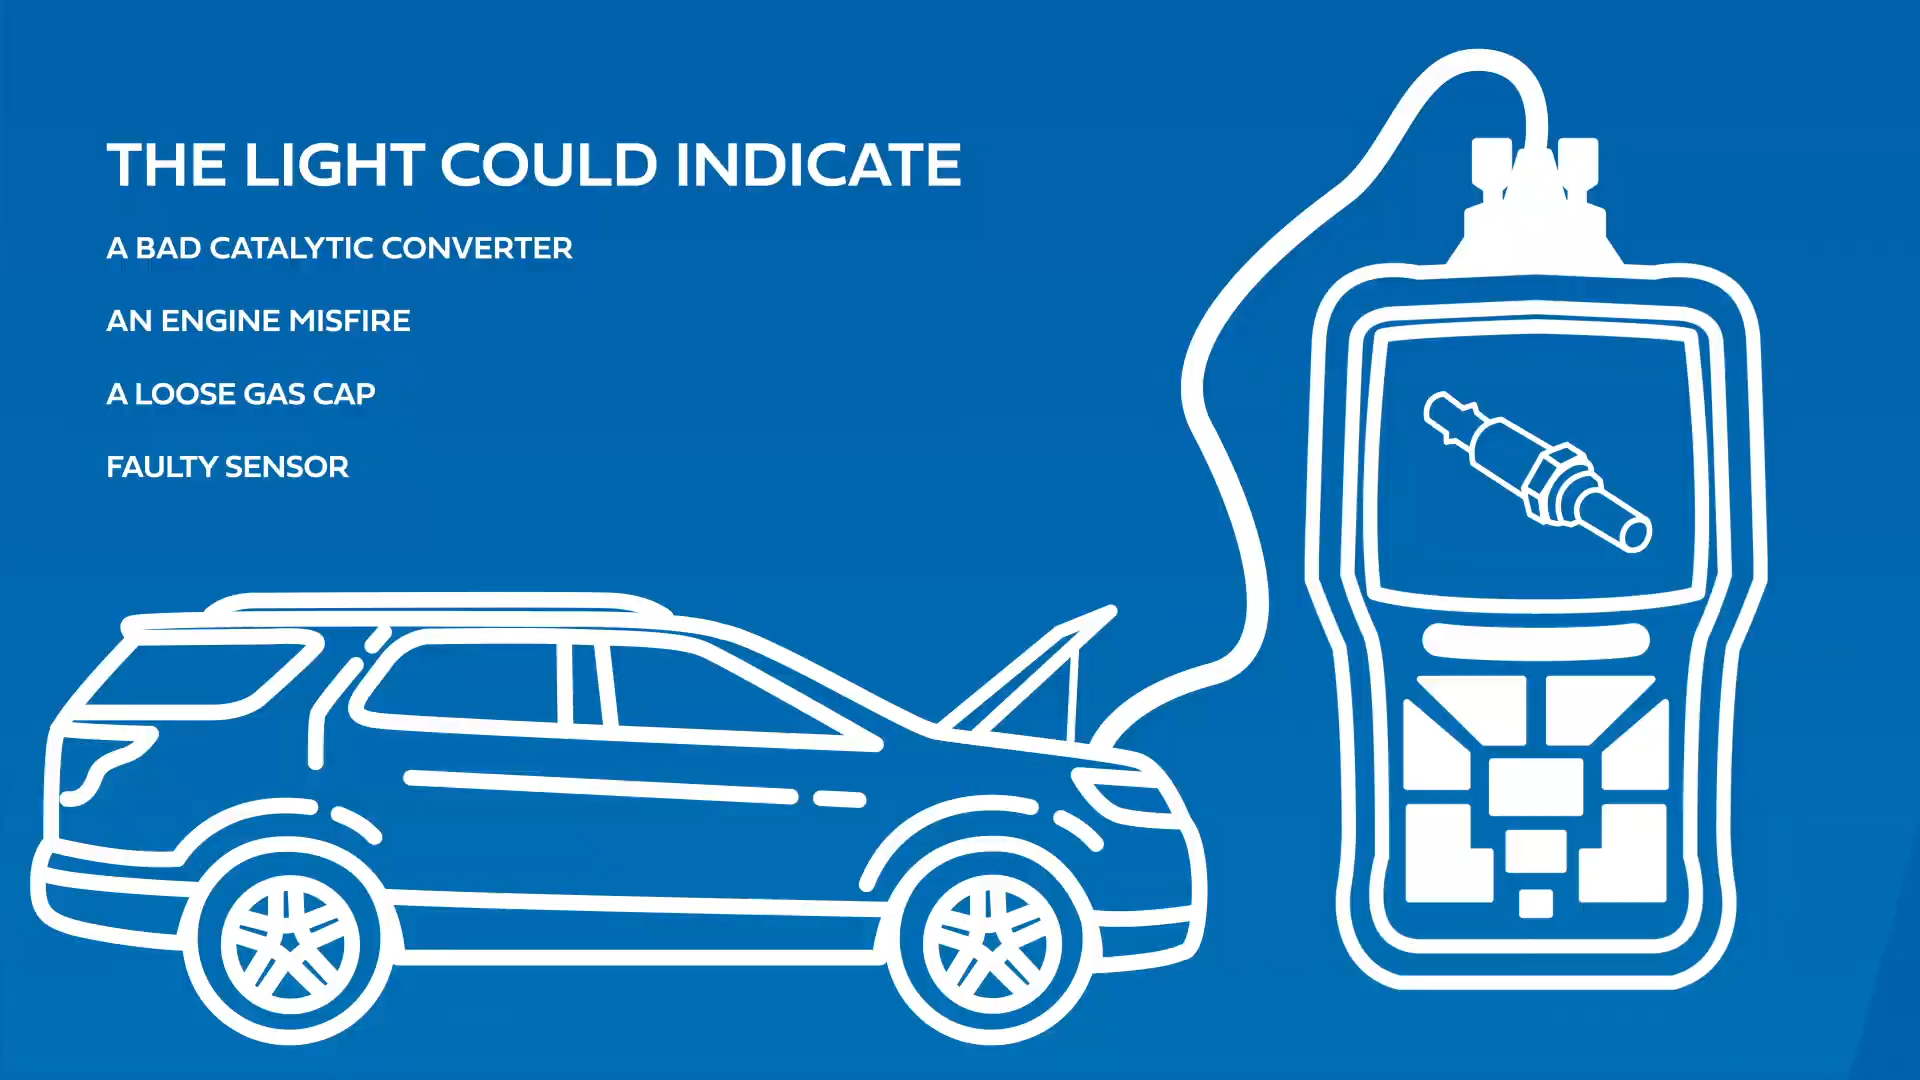 THE LIGHT COULD INDICATE
A BAD CATALYTIC CONVERTER
AN ENGINE MISFIRE
A LOOSE GAS CAP
FAULTY SENSOR